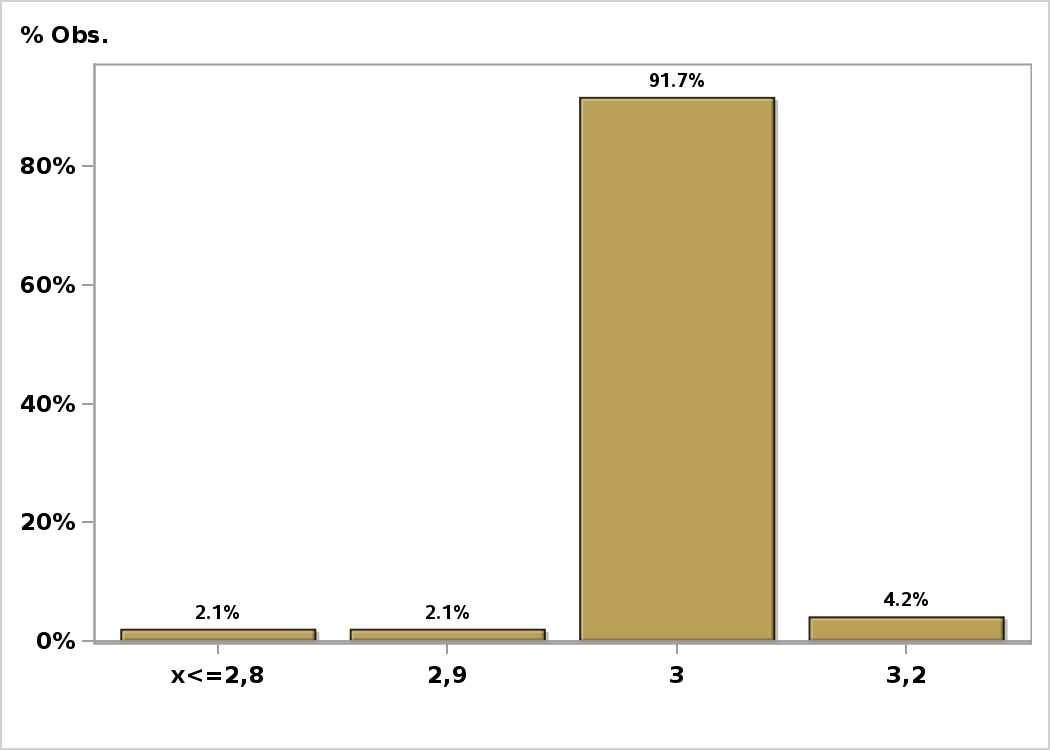 % Obs.
91.7%
80%
60%
40%
20%
2.1% 2.1% 4.2%
0%
x<=2,8 2,9 3 3,2